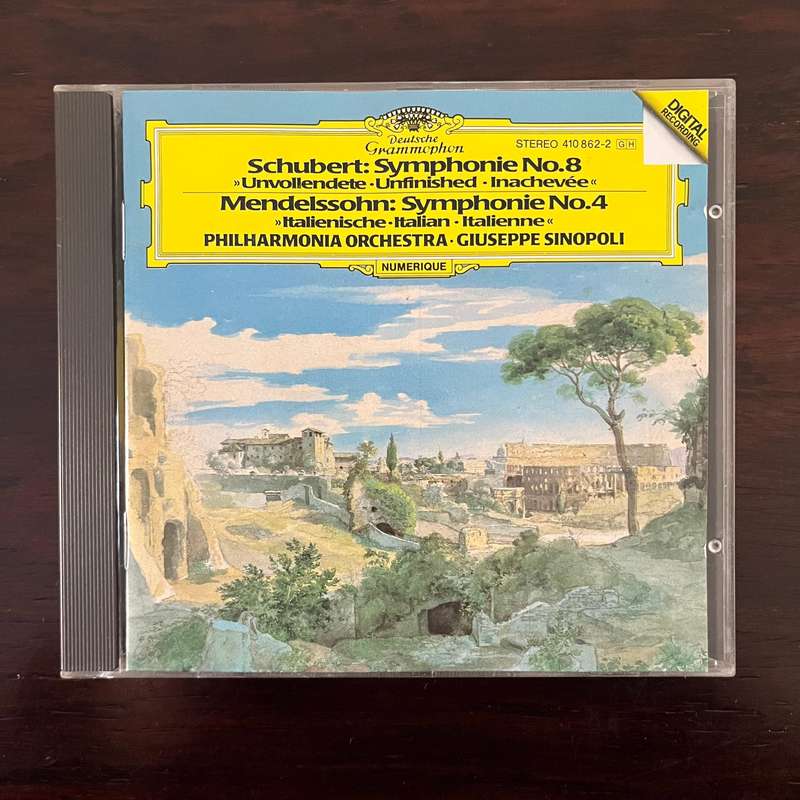 Deutsche
Grammophon
STEREO 410 862-2 GH
DIGITAL
RECORDING
Schubert: Symphonie No.8
»Unvollendete · Unfinished · Inachevée«
Mendelssohn: Symphonie No.4
»Italienische · Italian · Italienne«
PHILHARMONIA ORCHESTRA · GIUSEPPE SINOPOLI
NUMERIQUE